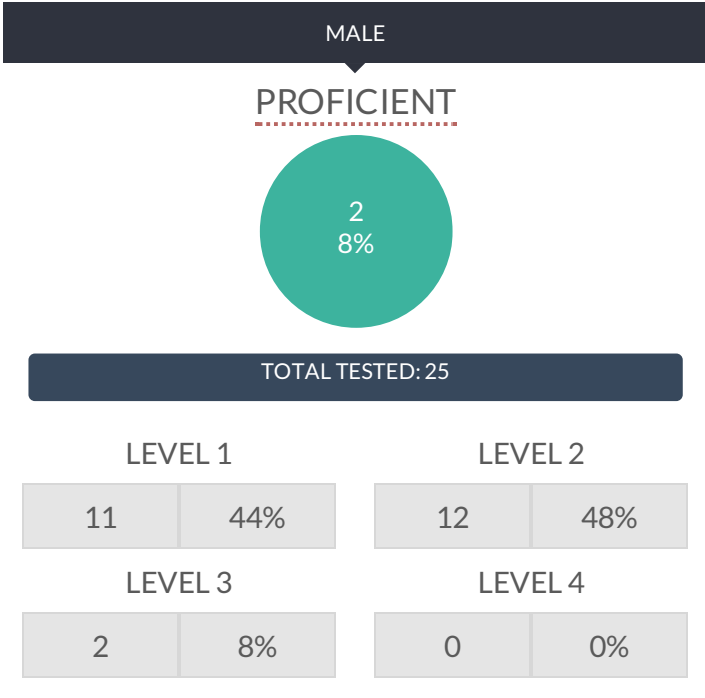 MALE
PROFICIENT
2
8%
TOTAL TESTED: 25
LEVEL 1
11 44%
LEVEL 2
12 48%
LEVEL 3
2 8%
LEVEL 4
0 0%